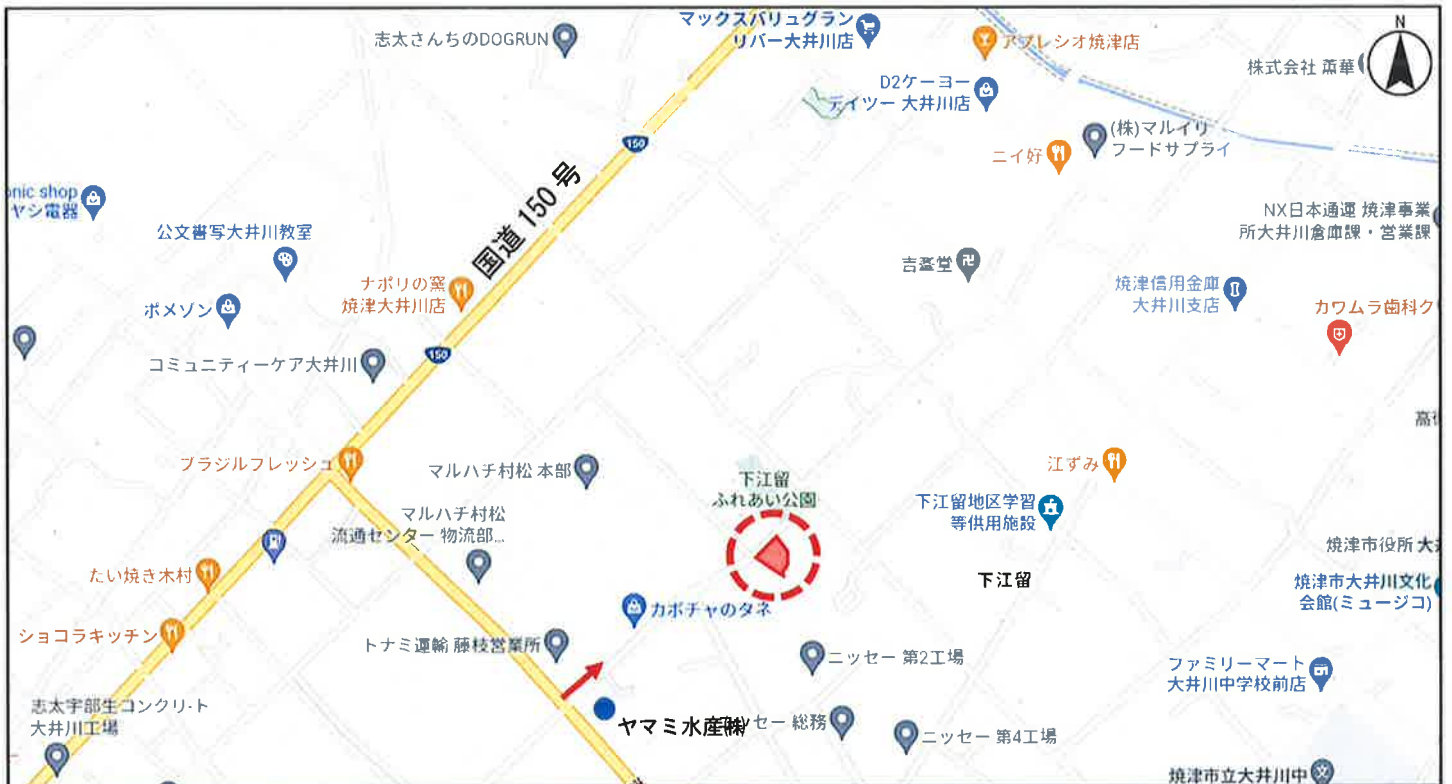 マックスバリュグラン
リバー大井川店
志太さんちのDOGRUN
アプレシオ焼津店
N
株式会社 薫華
D2ケーヨー
デイツー 大井川店
(株)マルイリ
フードサプライ
ニイ好
150
国道 150 号
onic shop
ヤシ電器
公文書写大井川教室
NX日本通運 焼津事業
所大井川倉庫課・営業課
ナポリの窯
焼津大井川店
焼津信用金庫
大井川支店
ポメゾン
カワムラ歯科ク
150
コミュニティーケア大井川
ブラジルフレッシュ
マルハチ村松 本部
江ずみ
下江留
ふれあい公園
下江留地区学習
等供用施設
マルハチ村松
流通センター 物流部...
焼津市役所 大
下江留
たい焼き木村
焼津市大井川文化
会館(ミュージコ)
カボチャのタネ
ショコラキッチン
トナミ運輸 藤枝営業所
ニッセー 第2工場
ファミリーマート
大井川中学校前店
志太宇部生コンクリート
大井川工場
ヤマミ水産㈱
セー 総務
ニッセー 第4工場
焼津市立大井川中